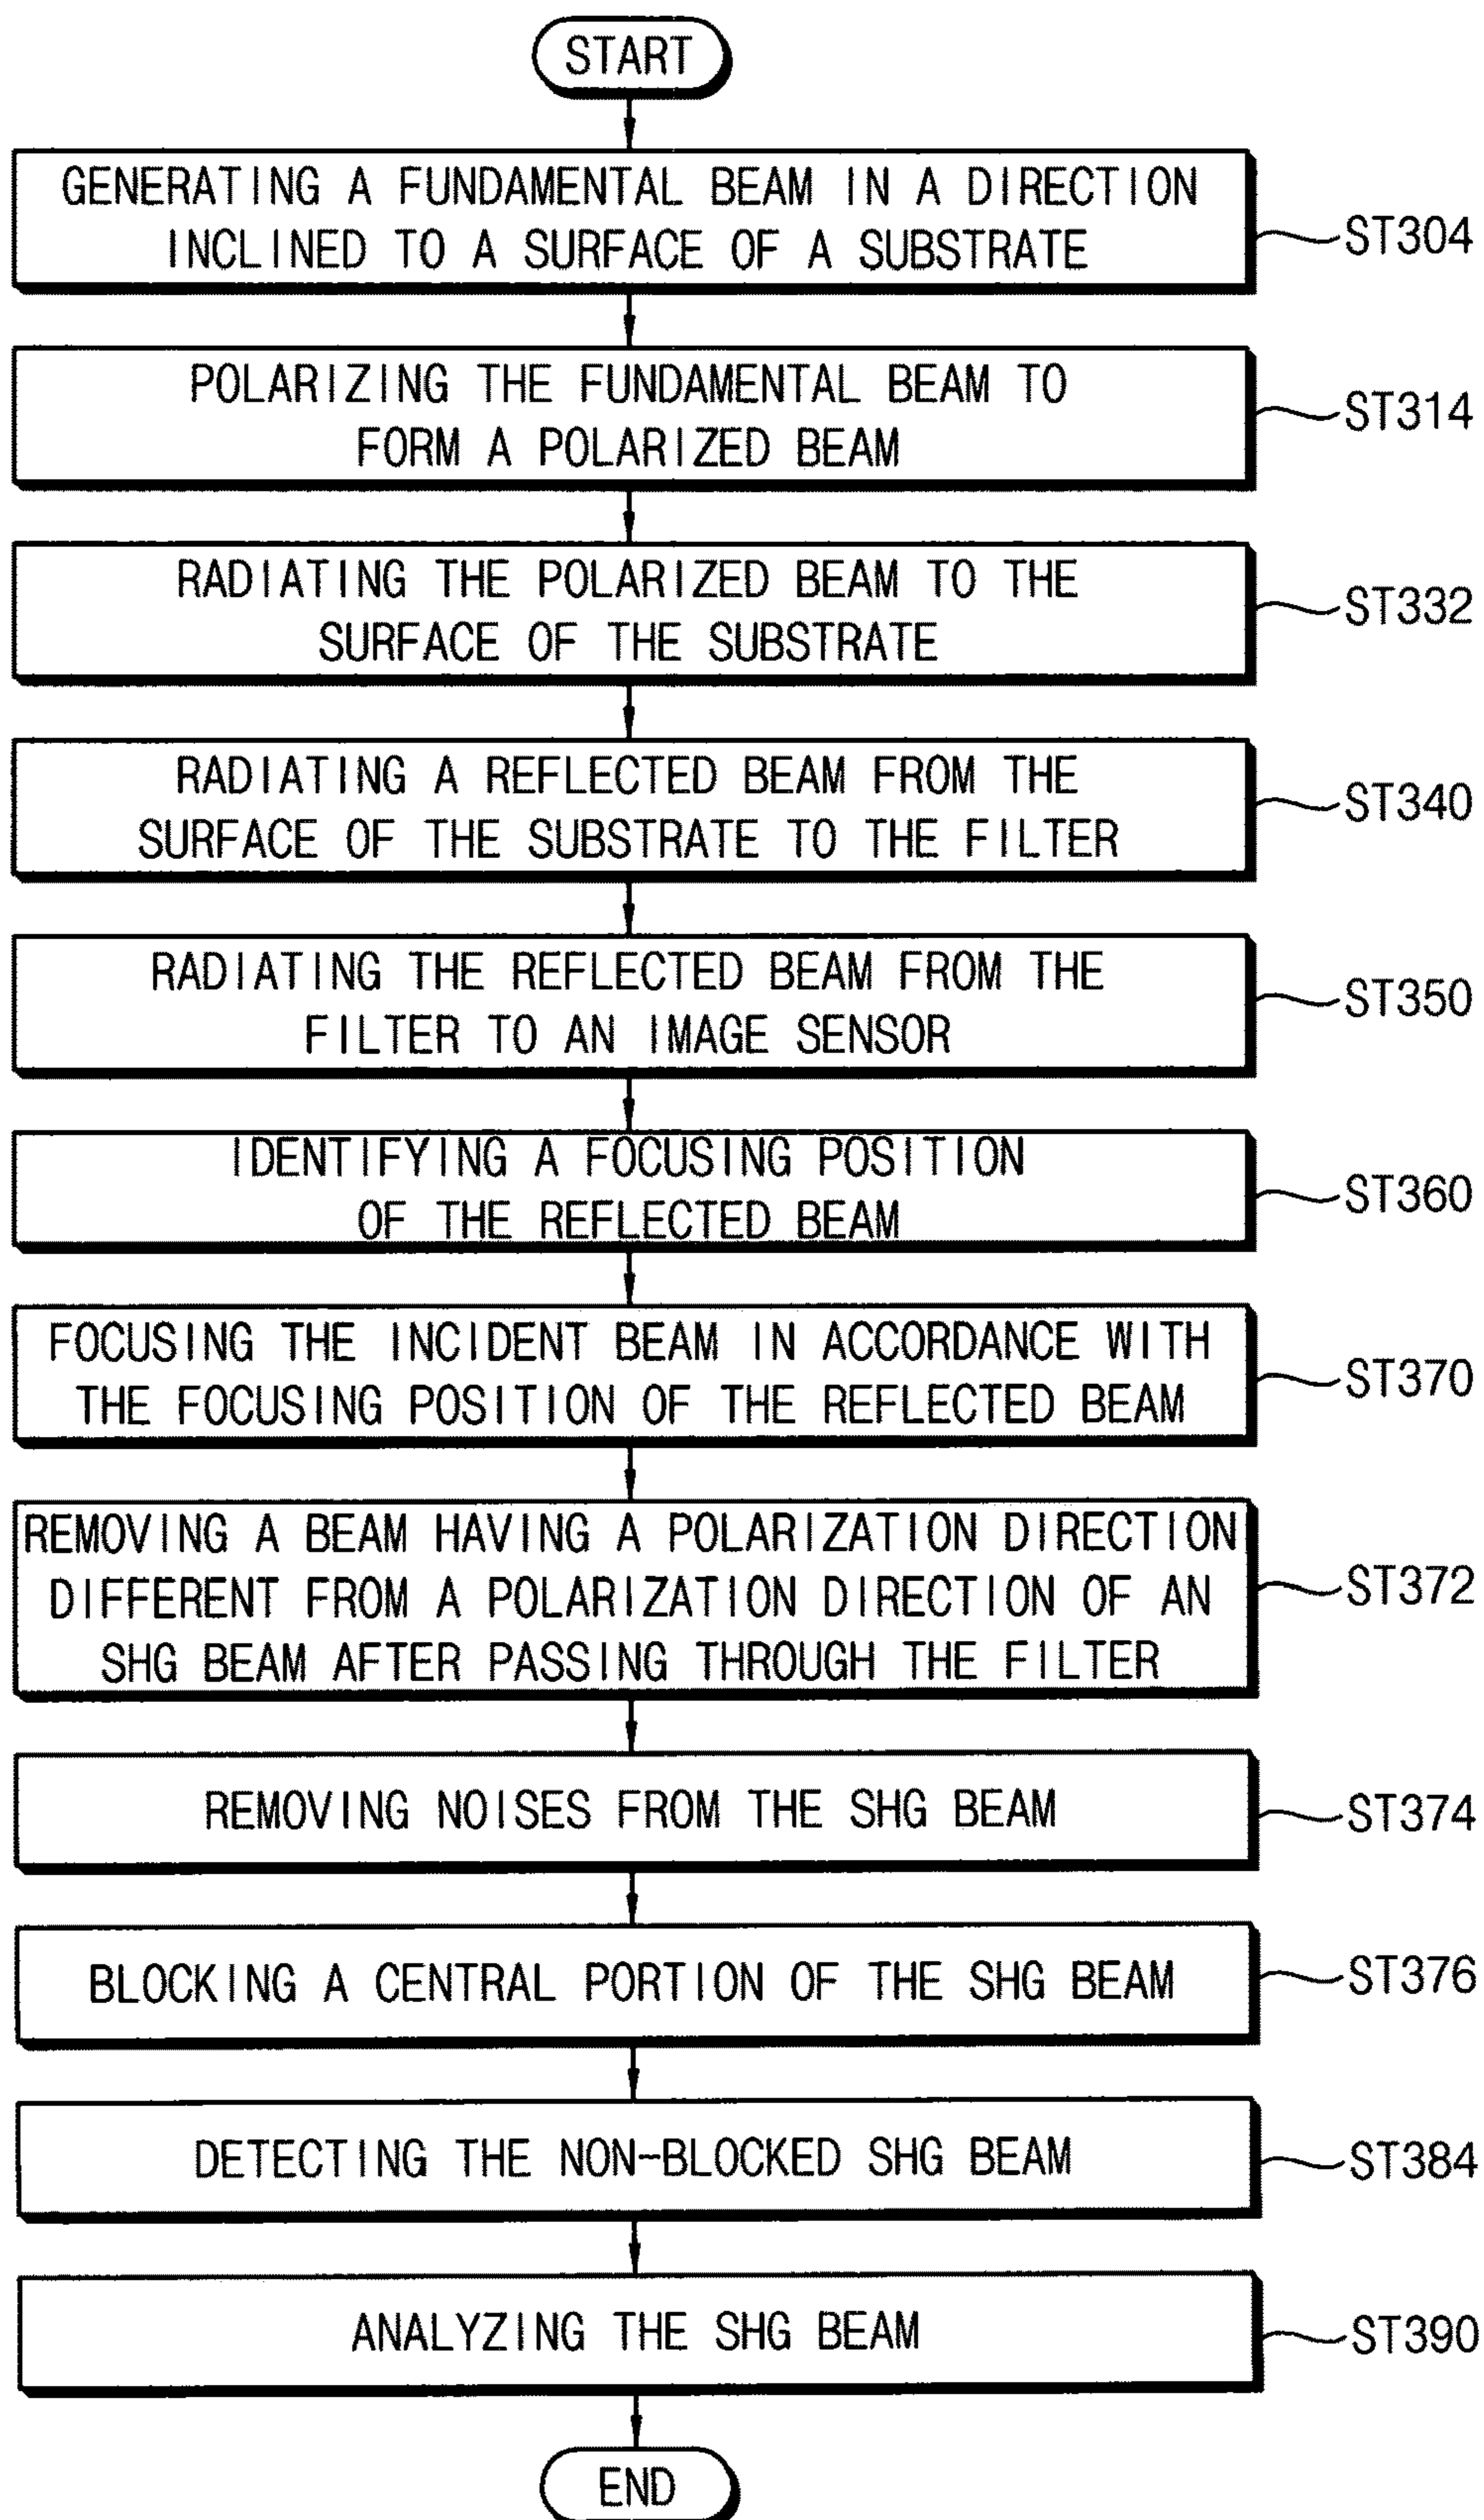 START
GENERATING A FUNDAMENTAL BEAM IN A DIRECTION
INCLINED TO A SURFACE OF A SUBSTRATE
ST304
POLARIZING THE FUNDAMENTAL BEAM TO
FORM A POLARIZED BEAM
ST314
RADIATING THE POLARIZED BEAM TO THE
SURFACE OF THE SUBSTRATE
ST332
RADIATING A REFLECTED BEAM FROM THE
SURFACE OF THE SUBSTRATE TO THE FILTER
ST340
RADIATING THE REFLECTED BEAM FROM THE
FILTER TO AN IMAGE SENSOR
ST350
IDENTIFYING A FOCUSING POSITION
OF THE REFLECTED BEAM
ST360
FOCUSING THE INCIDENT BEAM IN ACCORDANCE WITH
THE FOCUSING POSITION OF THE REFLECTED BEAM
ST370
REMOVING A BEAM HAVING A POLARIZATION DIRECTION
DIFFERENT FROM A POLARIZATION DIRECTION OF AN
SHG BEAM AFTER PASSING THROUGH THE FILTER
ST372
REMOVING NOISES FROM THE SHG BEAM
ST374
BLOCKING A CENTRAL PORTION OF THE SHG BEAM
ST376
DETECTING THE NON-BLOCKED SHG BEAM
ST384
ANALYZING THE SHG BEAM
ST390
END